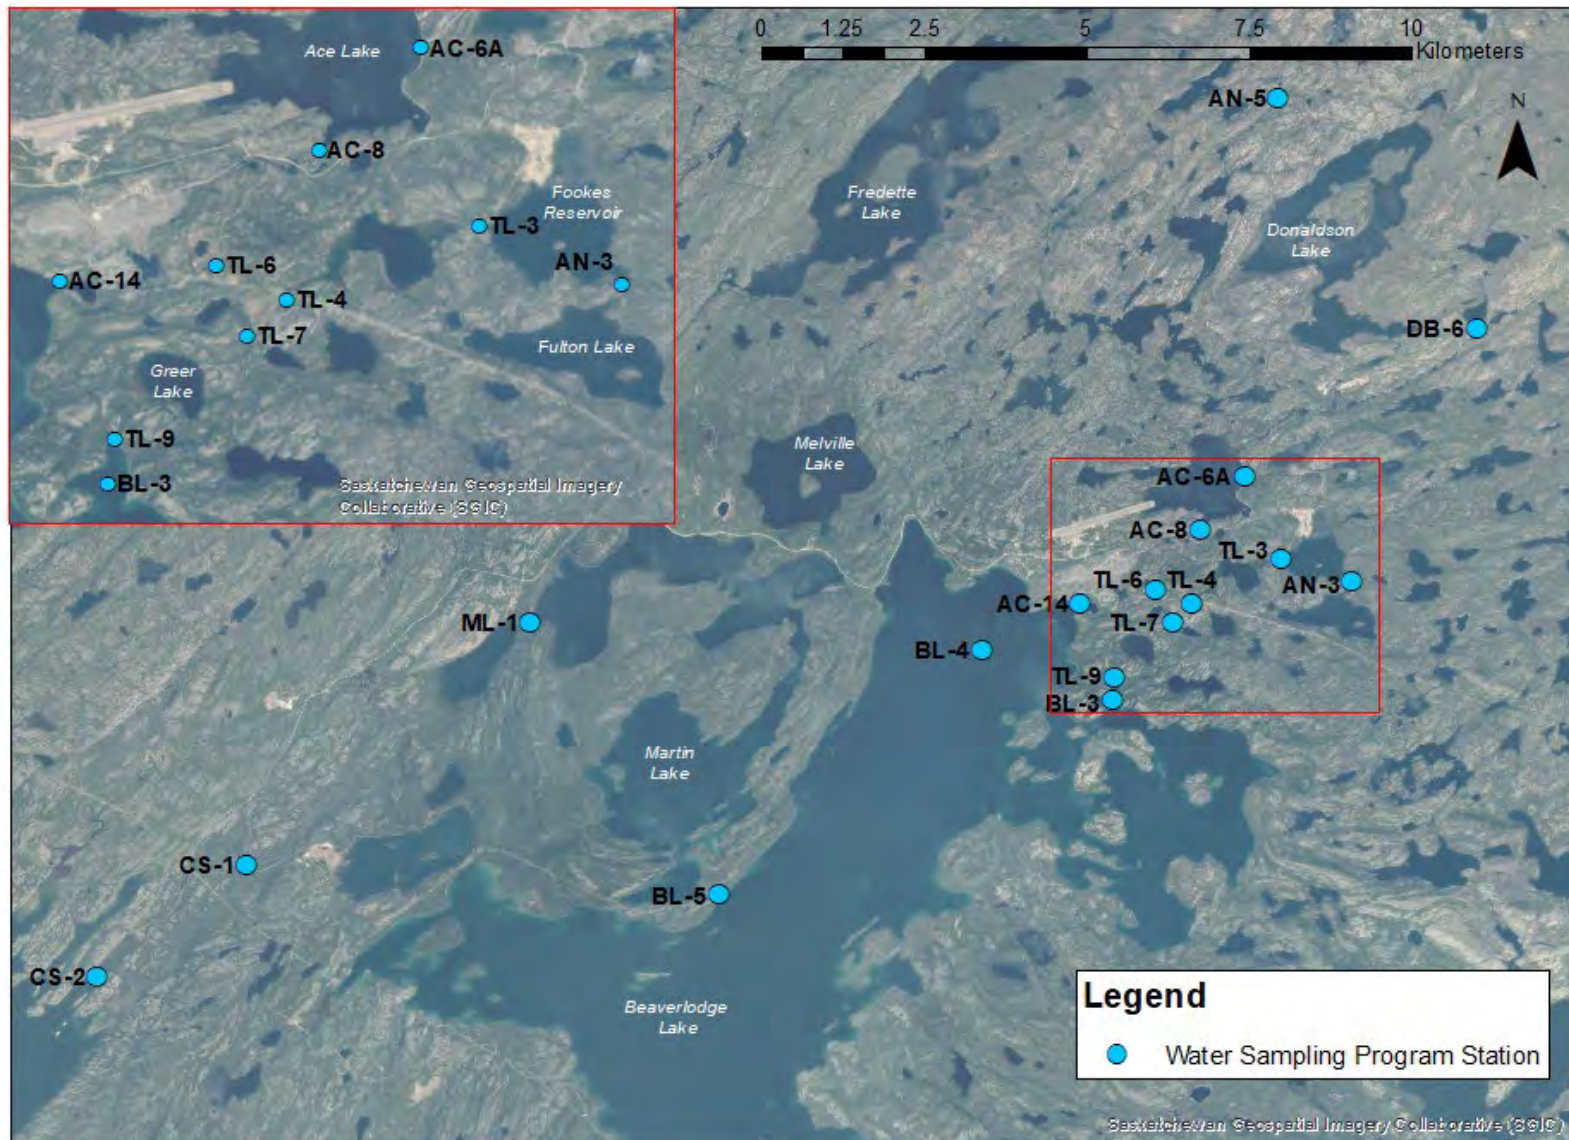 Ace Lake
AC-6A
AC-8
Fookes
Reservoir
TL-3
AN-3
TL-6
AC-14
TL-4
TL-7
Fulton Lake
Greer
Lake
TL-9
BL-3
Saskatchewan Geospatial Imagery
Collaborative (SGIC)
0 1.25 2.5 5 7.5 10
Kilometers
N
AN-5
Fredette
Lake
Donaldson
Lake
DB-6
Melville
Lake
AC-6A
AC-8
TL-3
TL-6
TL-4
AN-3
AC-14
TL-7
ML-1
BL-4
TL-9
BL-3
Martin
Lake
CS-1
BL-5
CS-2
Beaverlodge
Lake
Legend
Water Sampling Program Station
Saskatchewan Geospatial Imagery Collaborative (SGIC)